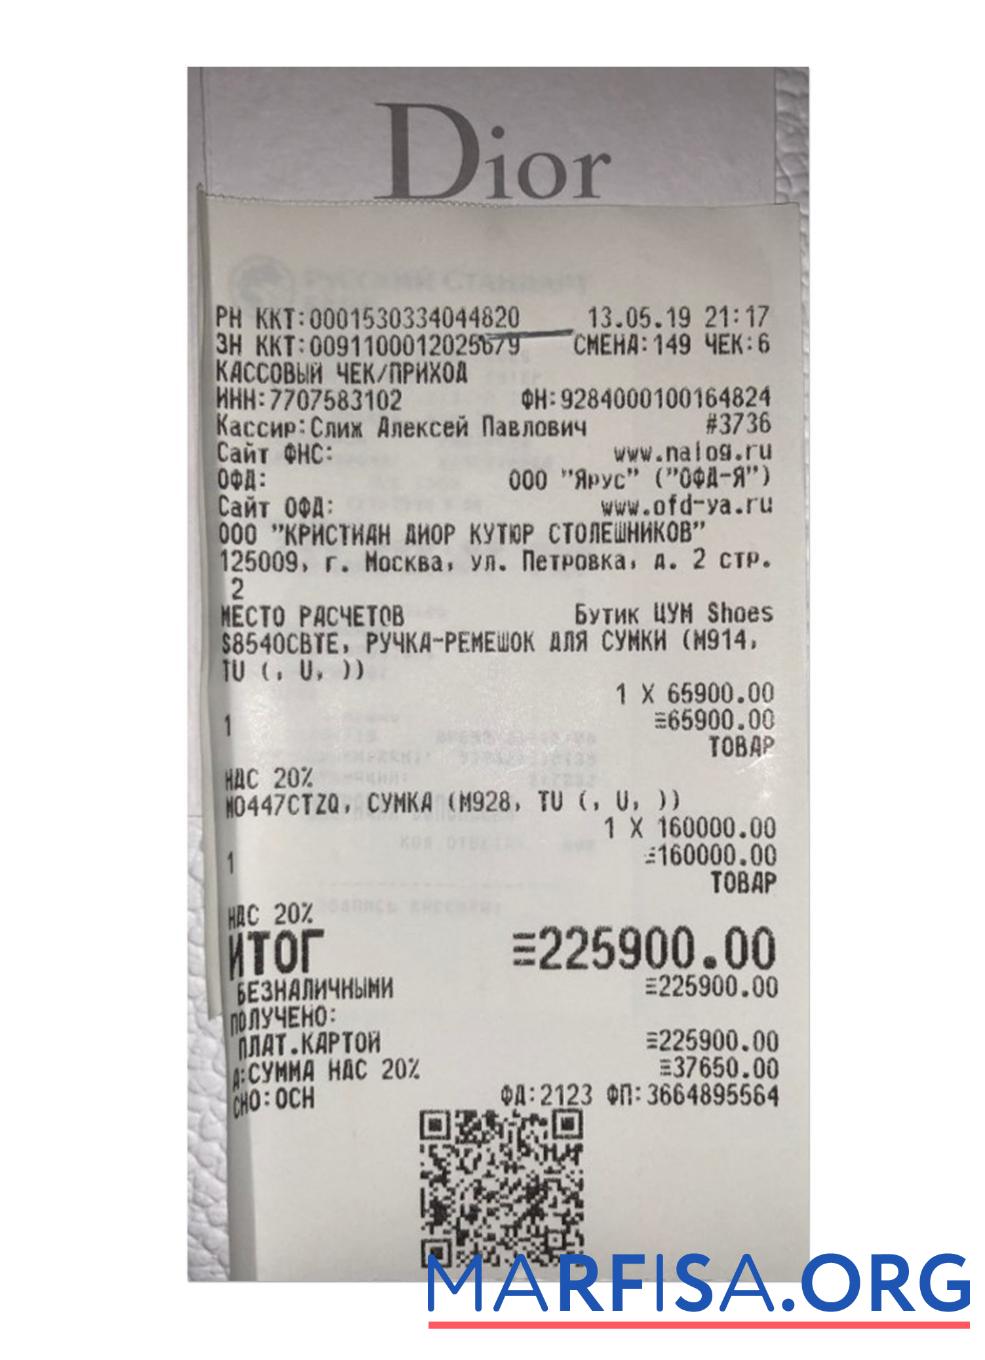 Dior
РУССКИЙ СТАНДАРТ
РН ККТ:0001530334044820 13.05.19 21:17
ЗН ККТ:0091100012025679 СМЕНА:149 ЧЕК:6
КАССОВЫЙ ЧЕК/ПРИХОД
ИНН:7707583102 ФН:9284000100164824
Кассир:Слиж Алексей Павлович #3736
Сайт ФНС: www.nalog.ru
ОФД: ООО "Ярус" ("ОФД-Я")
Сайт ОФД: www.ofd-ya.ru
ООО "КРИСТИАН ДИОР КУТЮР СТОЛЕШНИКОВ"
125009, г. Москва, ул. Петровка, д. 2 стр.
2
МЕСТО РАСЧЕТОВ Бутик ЦУМ Shoes
S8540CBTE, РУЧКА-РЕМЕШОК ДЛЯ СУМКИ (M914,
TU (, U, ))
1 X 65900.00
1 ≡65900.00
ТОВАР
НДС 20%
M0447CTZQ, СУМКА (M928, TU (, U, ))
1 X 160000.00
1 ≡160000.00
ТОВАР
НДС 20%
ИТОГ ≡225900.00
БЕЗНАЛИЧНЫМИ ≡225900.00
ПОЛУЧЕНО:
ПЛАТ.КАРТОЙ ≡225900.00
А:СУММА НДС 20% ≡37650.00
СНО:ОСН ФД:2123 ФП:3664895564
MARFISA.ORG